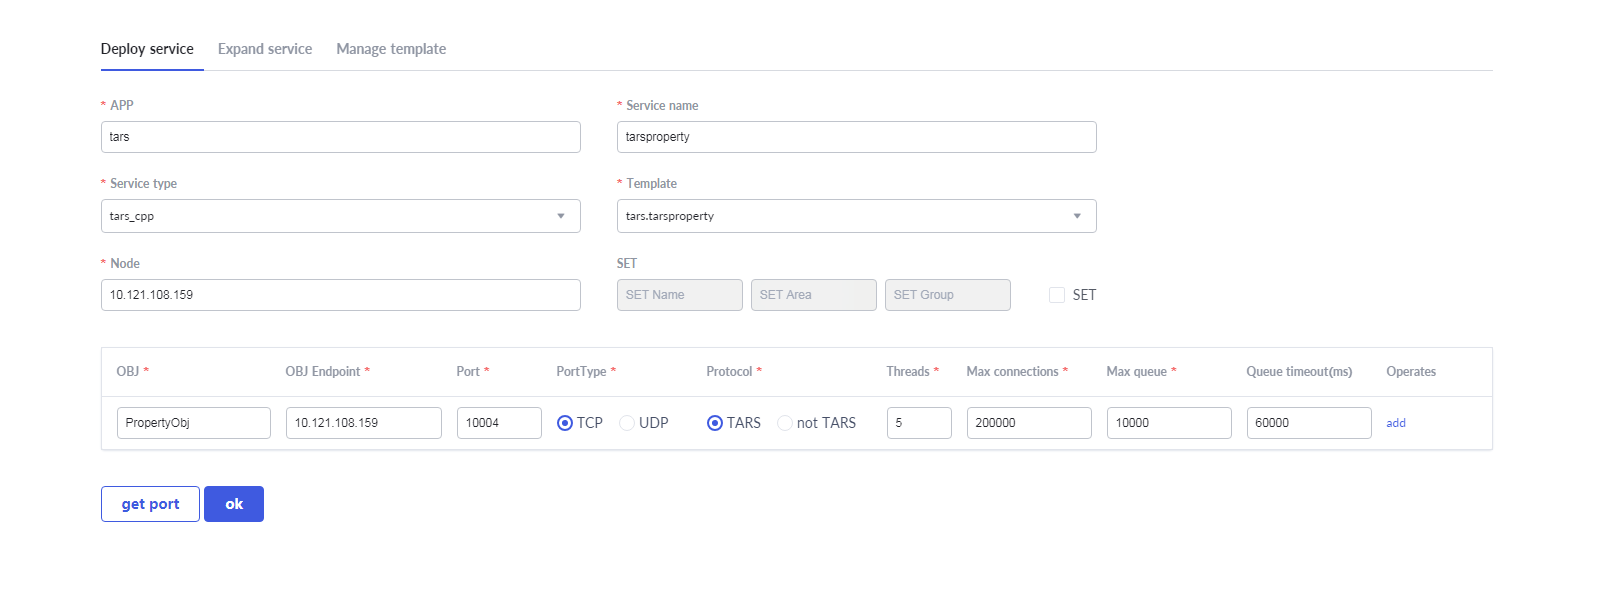 Deploy service Expand service Manage template
* APP * Service name
tars tarsproperty
* Service type * Template
tars_cpp tars.tarsproperty
* Node SET
10.121.108.159 SET Name SET Area SET Group SET
OBJ * OBJ Endpoint * Port * PortType * Protocol * Threads * Max connections * Max queue * Queue timeout(ms) Operates
PropertyObj 10.121.108.159 10004 TCP UDP TARS not TARS 5 200000 10000 60000 add
get port ok